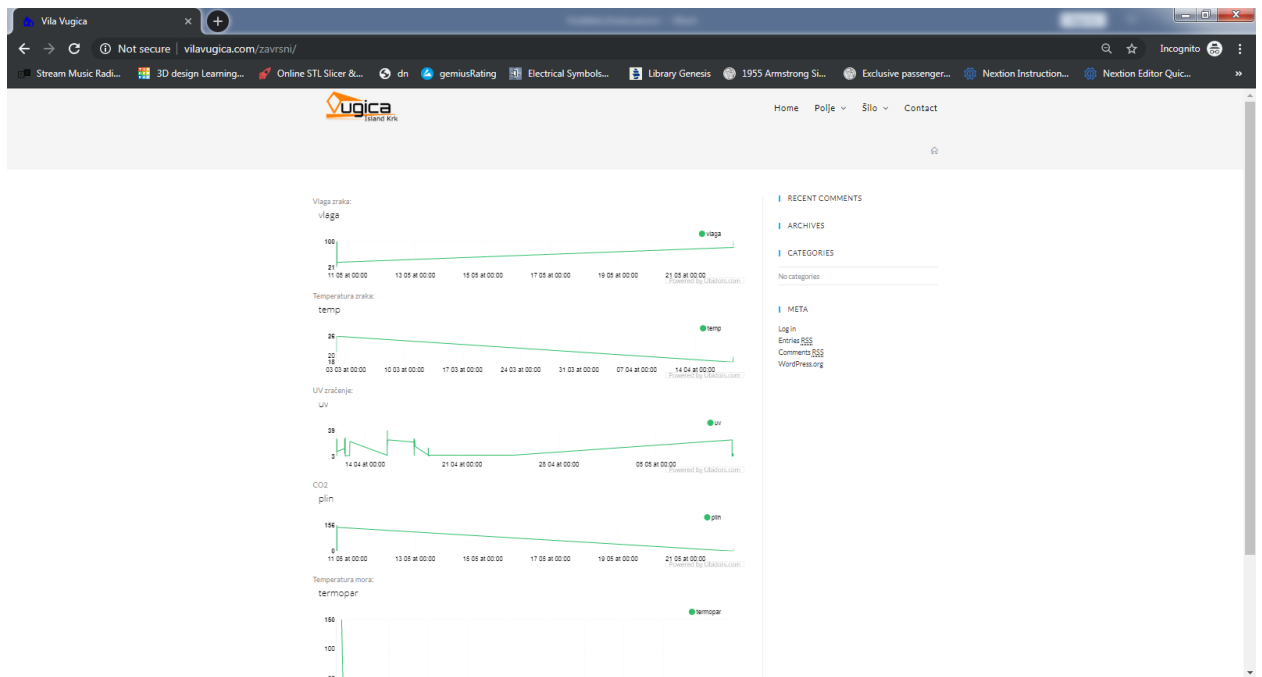 Vila Vugica
Not secure | vilavugica.com/zavrsni/
Incognito
Stream Music Radi...
3D design Learning...
Online STL Slicer &...
dn
gemiusRating
Electrical Symbols...
Library Genesis
1955 Armstrong Si...
Exclusive passenger...
Nextion Instruction...
Nextion Editor Quic...
»
Vugica
Island Krk
Home Polje Šilo Contact
Vlaga zraka:
vlaga
vlaga
100
21
11 05 at 00:00 13 05 at 00:00 15 05 at 00:00 17 05 at 00:00 19 05 at 00:00 21 05 at 00:00
Powered by Ubidots.com
Temperatura zraka:
temp
temp
26
20
18
03 03 at 00:00 10 03 at 00:00 17 03 at 00:00 24 03 at 00:00 31 03 at 00:00 07 04 at 00:00 14 04 at 00:00
Powered by Ubidots.com
UV zračenje:
uv
uv
39
3
14 04 at 00:00 21 04 at 00:00 28 04 at 00:00 05 05 at 00:00
Powered by Ubidots.com
CO2
plin
plin
156
0
11 05 at 00:00 13 05 at 00:00 15 05 at 00:00 17 05 at 00:00 19 05 at 00:00 21 05 at 00:00
Powered by Ubidots.com
Temperatura mora:
termopar
termopar
150
100
RECENT COMMENTS
ARCHIVES
CATEGORIES
No categories
META
Log in
Entries RSS
Comments RSS
WordPress.org